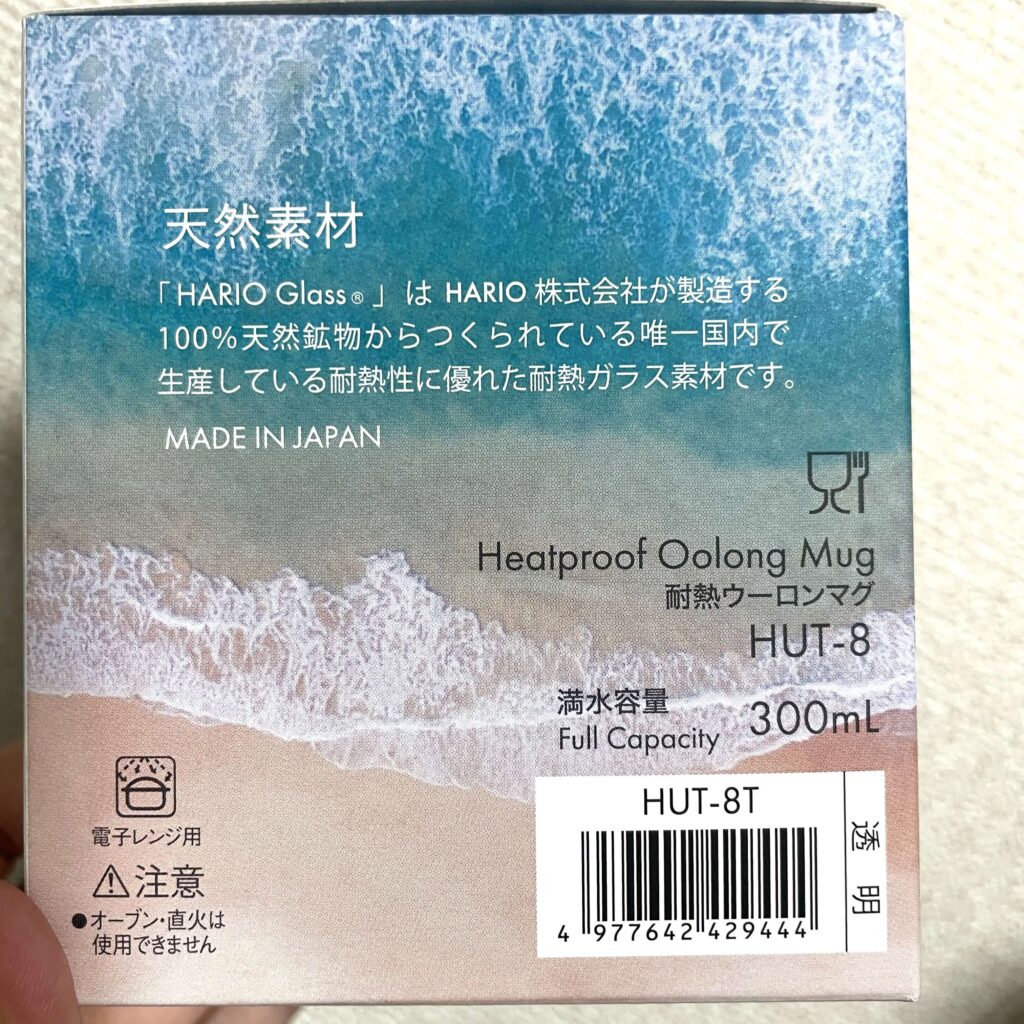 天然素材
「HARIO Glass®」は HARIO 株式会社が製造する
100%天然鉱物からつくられている唯一国内で
生産している耐熱性に優れた耐熱ガラス素材です。
MADE IN JAPAN
Heatproof Oolong Mug
耐熱ウーロンマグ
HUT-8
満水容量
Full Capacity
300mL
電子レンジ用
⚠注意
●オーブン・直火は
使用できません
HUT-8T
4 977642 429444
透明